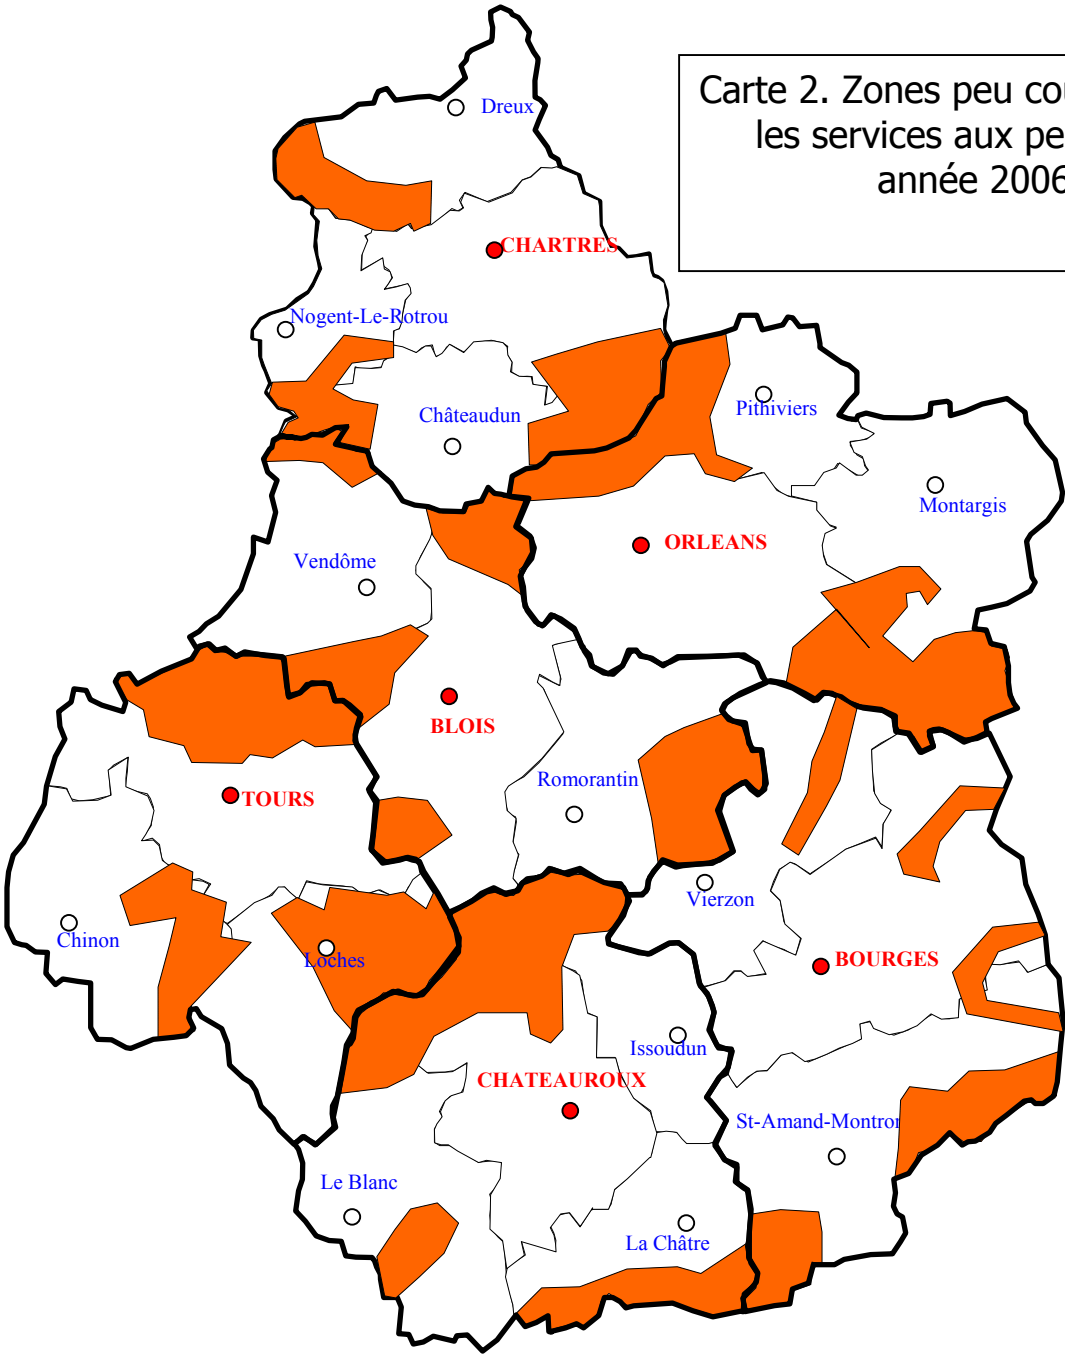 Carte 2. Zones peu cou
les services aux pe
année 2006
Dreux
CHARTRES
Nogent-Le-Rotrou
Châteaudun
Pithiviers
Montargis
ORLEANS
Vendôme
BLOIS
Romorantin
TOURS
Vierzon
Chinon
Loches
BOURGES
Issoudun
CHATEAUROUX
St-Amand-Montron
Le Blanc
La Châtre